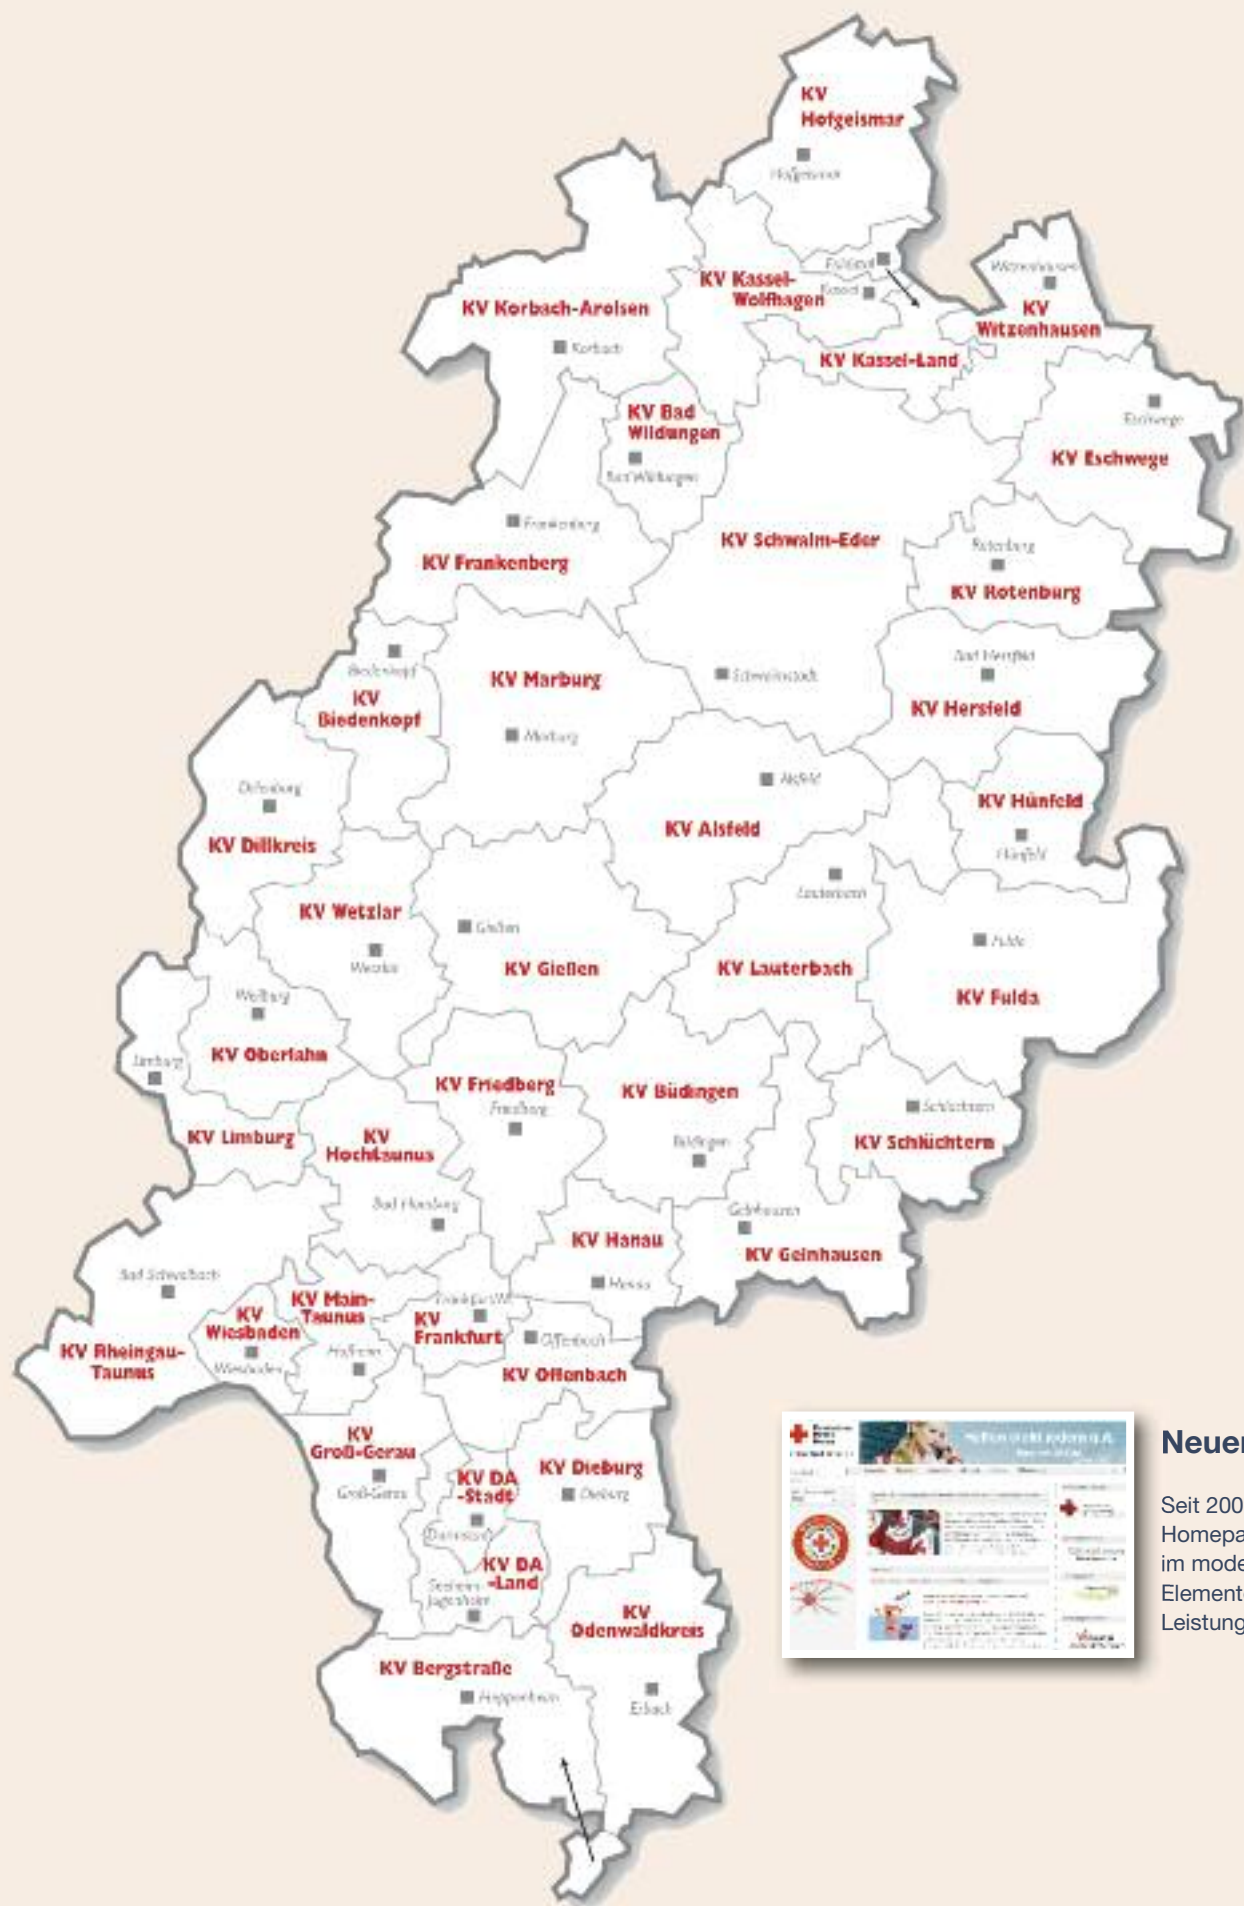 KV
Hofgeismar
Hofgeismar
KV Kassel-
Wolfhagen
Kassel
Fuldatal
Witzenhausen
KV
Witzenhausen
KV Korbach-Arolsen
Korbach
KV Kassel-Land
KV Bad
Wildungen
Bad Wildungen
Eschwege
KV Eschwege
Frankenberg
KV Frankenberg
KV Schwalm-Eder
Schwalmstadt
Rotenburg
KV Rotenburg
Biedenkopf
KV
Biedenkopf
KV Marburg
Marburg
Bad Hersfeld
KV Hersfeld
Dillenburg
KV Dillkreis
Alsfeld
KV Alsfeld
KV Hünfeld
Hünfeld
KV Wetzlar
Wetzlar
Gießen
KV Gießen
Lauterbach
KV Lauterbach
Fulda
KV Fulda
Weilburg
KV Oberlahn
Limburg
KV Limburg
KV
Hochtaunus
Bad Homburg
KV Friedberg
Friedberg
KV Büdingen
Büdingen
Schlüchtern
KV Schlüchtern
Gelnhausen
KV Gelnhausen
KV Hanau
Hanau
Bad Schwalbach
KV Rheingau-
Taunus
KV
Wiesbaden
Wiesbaden
KV Main-
Taunus
Hofheim
Frankfurt/M.
KV
Frankfurt
Offenbach
KV Offenbach
KV
Groß-Gerau
Groß-Gerau
KV DA
-Stadt
Darmstadt
KV Dieburg
Dieburg
KV DA
-Land
Seeheim-
Jugenheim
KV
Odenwaldkreis
Erbach
KV Bergstraße
Heppenheim
Neuer
Seit 200
Homepa
im mode
Element
Leistung